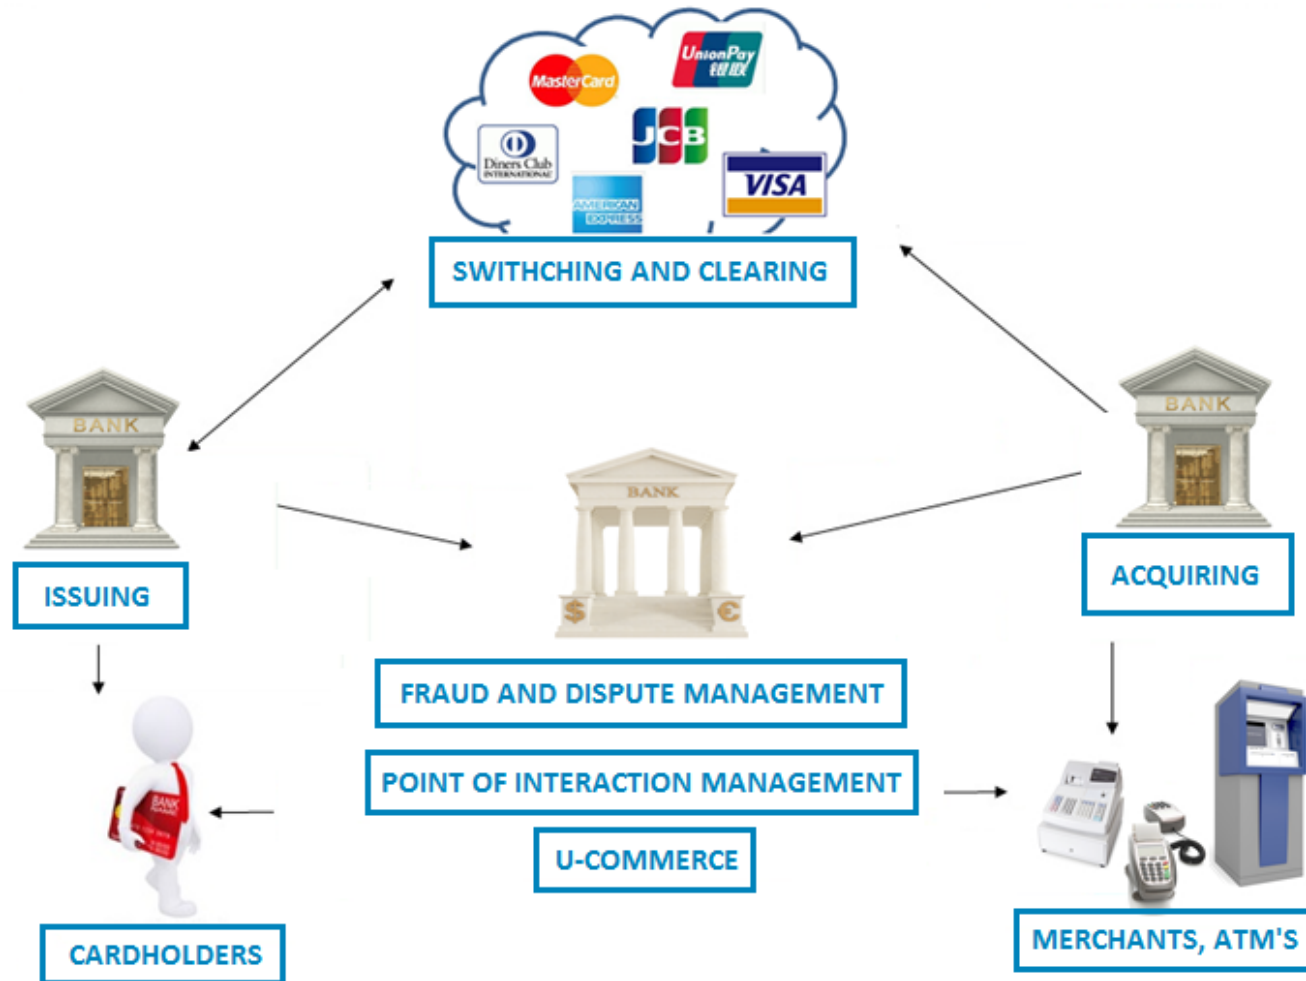 MasterCard
UnionPay
银联
Diners Club
INTERNATIONAL
JCB
AMERICAN
EXPRESS
VISA
SWITHCHING AND CLEARING
BANK
BANK
BANK
$
€
ISSUING
ACQUIRING
FRAUD AND DISPUTE MANAGEMENT
POINT OF INTERACTION MANAGEMENT
U-COMMERCE
BANK
CARDHOLDERS
MERCHANTS, ATM'S